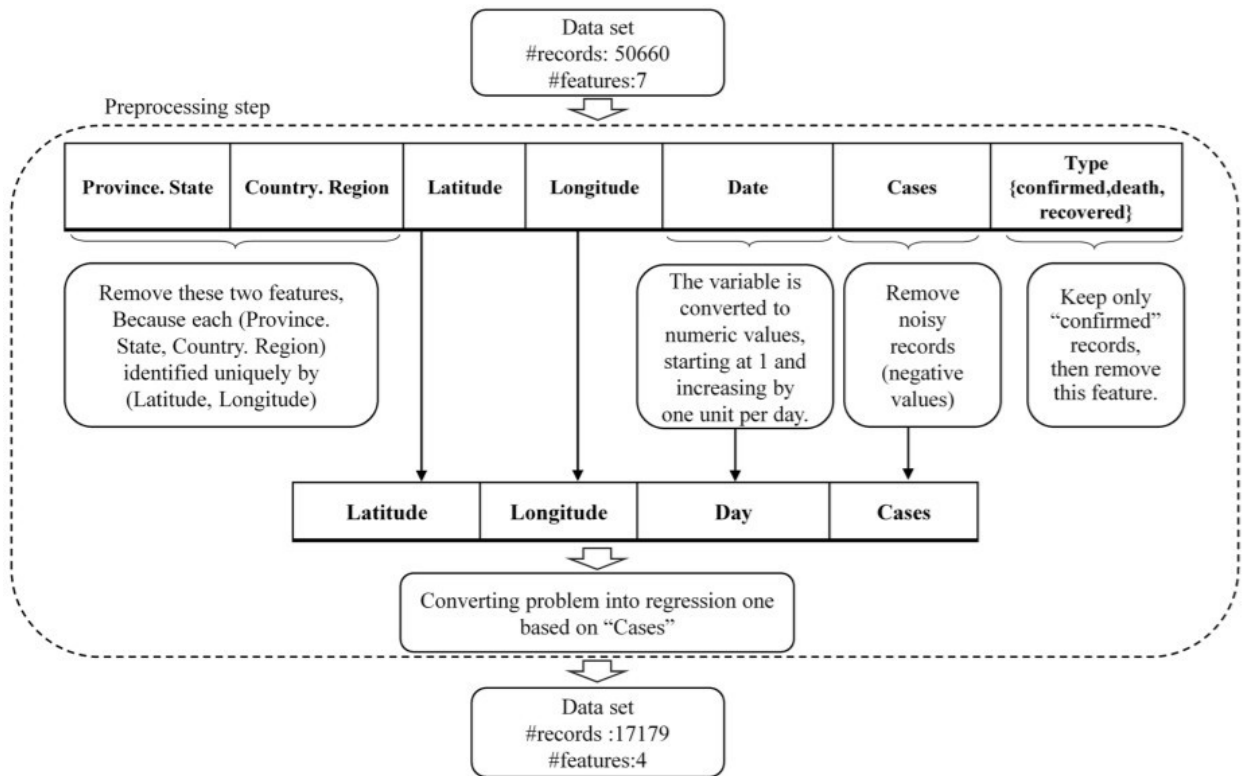 Data set
#records: 50660
#features:7
Preprocessing step
Province. State
Country. Region
Latitude
Longitude
Date
Cases
Type
{confirmed,death,
recovered}
Remove these two features,
Because each (Province.
State, Country. Region)
identified uniquely by
(Latitude, Longitude)
The variable is
converted to
numeric values,
starting at 1 and
increasing by
one unit per day.
Remove
noisy
records
(negative
values)
Keep only
“confirmed”
records,
then remove
this feature.
Latitude
Longitude
Day
Cases
Converting problem into regression one
based on “Cases”
Data set
#records :17179
#features:4